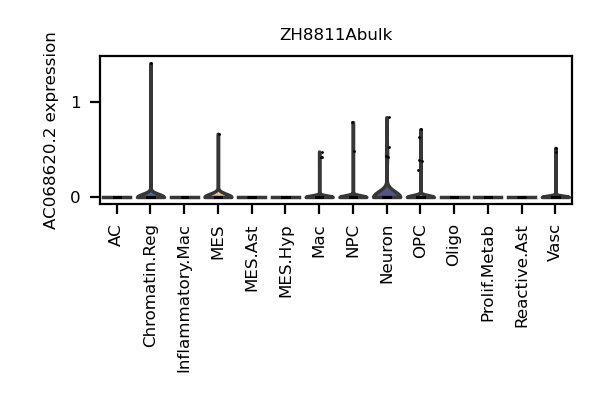 ZH8811Abulk
AC068620.2 expression
1
0
AC
Chromatin.Reg
Inflammatory.Mac
MES
MES.Ast
MES.Hyp
Mac
NPC
Neuron
OPC
Oligo
Prolif.Metab
Reactive.Ast
Vasc